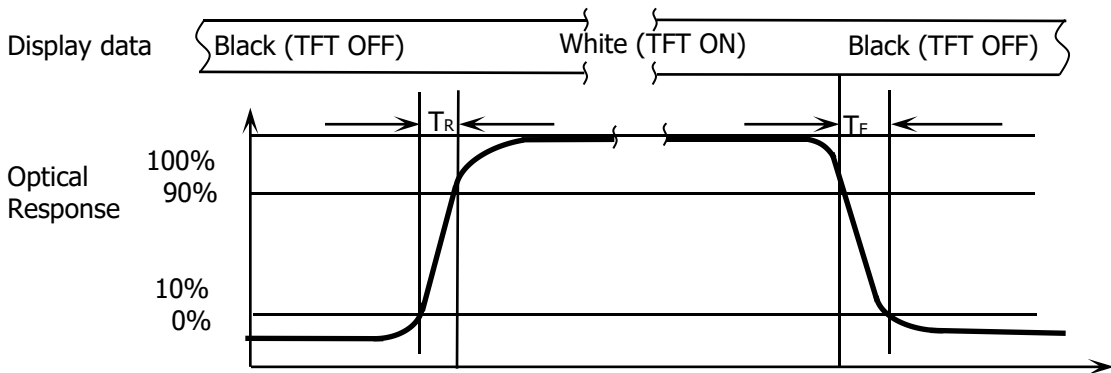 Display data Black (TFT OFF) White (TFT ON) Black (TFT OFF)
TR TF
100%
Optical
90%
Response
10%
0%